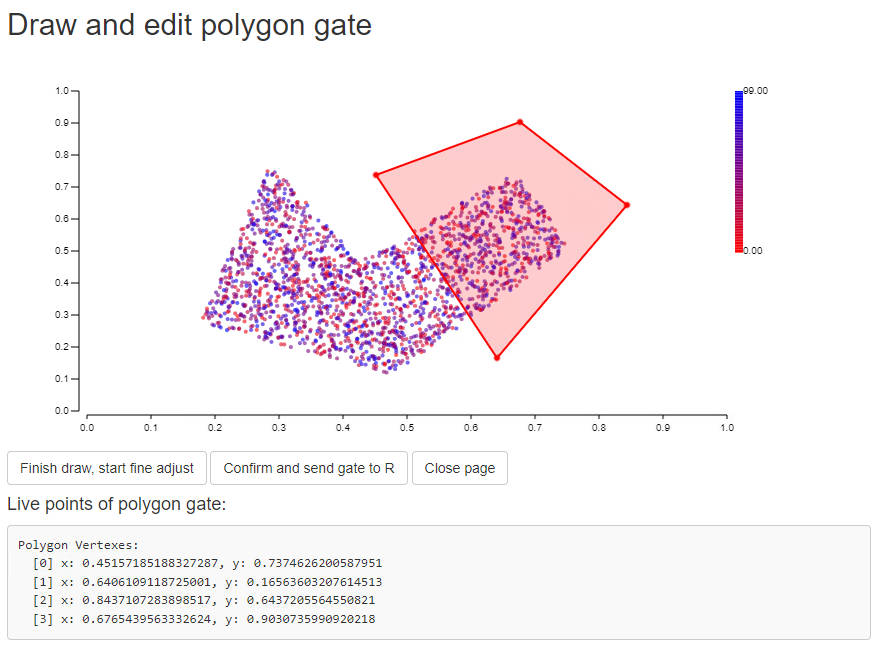 Draw and edit polygon gate
1.0
0.9
0.8
0.7
0.6
0.5
0.4
0.3
0.2
0.1
0.0
0.0 0.1 0.2 0.3 0.4 0.5 0.6 0.7 0.8 0.9 1.0
99.00
0.00
Finish draw, start fine adjust Confirm and send gate to R Close page
Live points of polygon gate:
Polygon Vertexes:
[0] x: 0.45157185188327287, y: 0.7374626200587951
[1] x: 0.6406109118725001, y: 0.16563603207614513
[2] x: 0.8437107283898517, y: 0.6437205564550821
[3] x: 0.6765439563332624, y: 0.9030735990920218